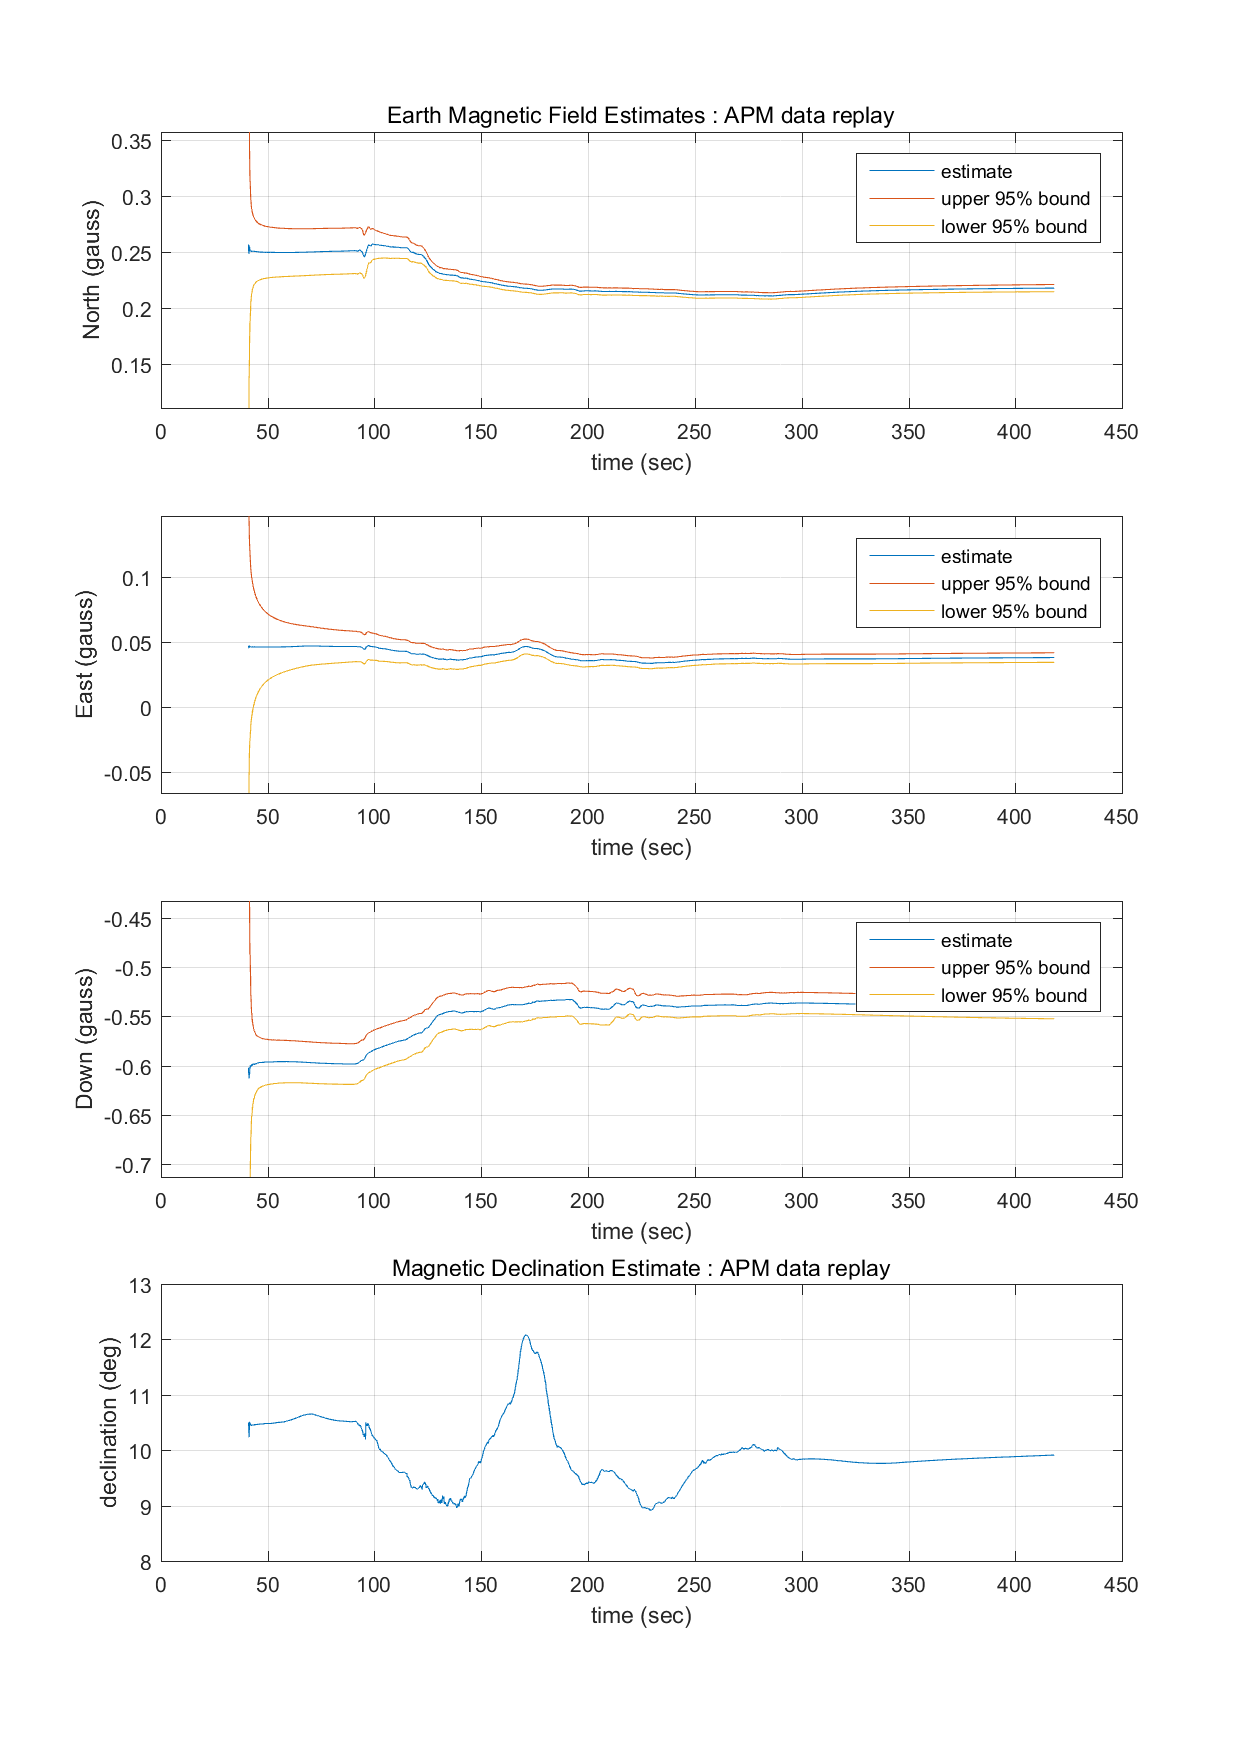 Earth Magnetic Field Estimates : APM data replay
0.35
0.3
0.25
0.2
0.15
North (gauss)
estimate
upper 95% bound
lower 95% bound
0 50 100 150 200 250 300 350 400 450
time (sec)
0.1
0.05
0
-0.05
East (gauss)
estimate
upper 95% bound
lower 95% bound
0 50 100 150 200 250 300 350 400 450
time (sec)
-0.45
-0.5
-0.55
-0.6
-0.65
-0.7
Down (gauss)
estimate
upper 95% bound
lower 95% bound
0 50 100 150 200 250 300 350 400 450
time (sec)
Magnetic Declination Estimate : APM data replay
13
12
11
10
9
8
declination (deg)
0 50 100 150 200 250 300 350 400 450
time (sec)